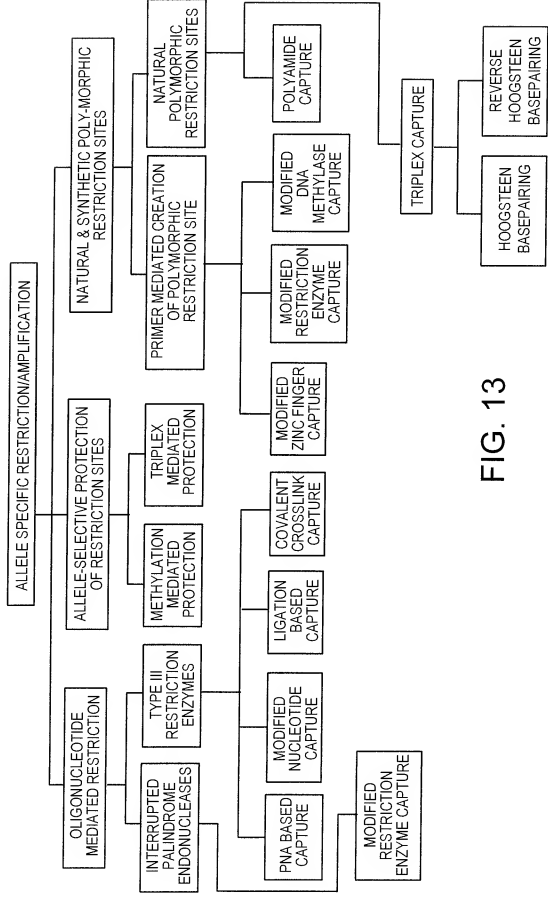 ALLELE SPECIFIC RESTRICTION/AMPLIFICATION
OLIGONUCLEOTIDE
MEDIATED RESTRICTION
ALLELE-SELECTIVE PROTECTION
OF RESTRICTION SITES
NATURAL & SYNTHETIC POLY-MORPHIC
RESTRICTION SITES
INTERRUPTED
PALINDROME
ENDONUCLEASES
TYPE III
RESTRICTION
ENZYMES
METHYLATION
MEDIATED
PROTECTION
TRIPLEX
MEDIATED
PROTECTION
PRIMER MEDIATED CREATION
OF POLYMORPHIC
RESTRICTION SITE
NATURAL
POLYMORPHIC
RESTRICTION SITES
PNA BASED
CAPTURE
MODIFIED
NUCLEOTIDE
CAPTURE
LIGATION
BASED
CAPTURE
COVALENT
CROSSLINK
CAPTURE
MODIFIED
ZINC FINGER
CAPTURE
MODIFIED
RESTRICTION
ENZYME
CAPTURE
MODIFIED
DNA
METHYLASE
CAPTURE
POLYAMIDE
CAPTURE
MODIFIED
RESTRICTION
ENZYME CAPTURE
TRIPLEX CAPTURE
HOOGSTEEN
BASEPAIRING
REVERSE
HOOGSTEEN
BASEPAIRING
FIG. 13